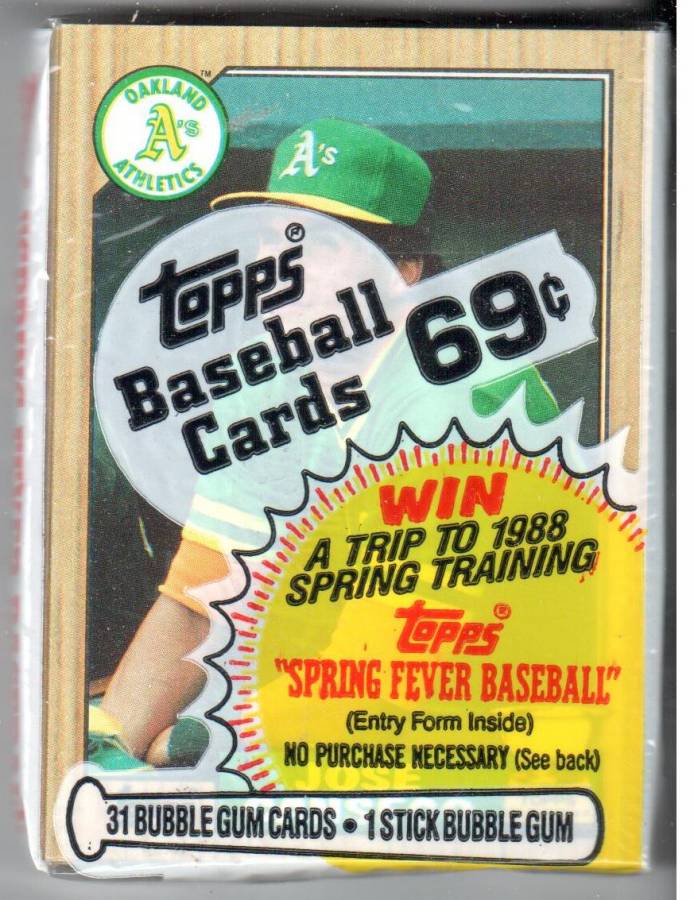 OAKLAND
A's
ATHLETICS
TM
A's
Topps®
Baseball
Cards
69¢
WIN
A TRIP TO 1988
SPRING TRAINING
Topps®
"SPRING FEVER BASEBALL"
(Entry Form Inside)
NO PURCHASE NECESSARY (See back)
JOSE
31 BUBBLE GUM CARDS • 1 STICK BUBBLE GUM